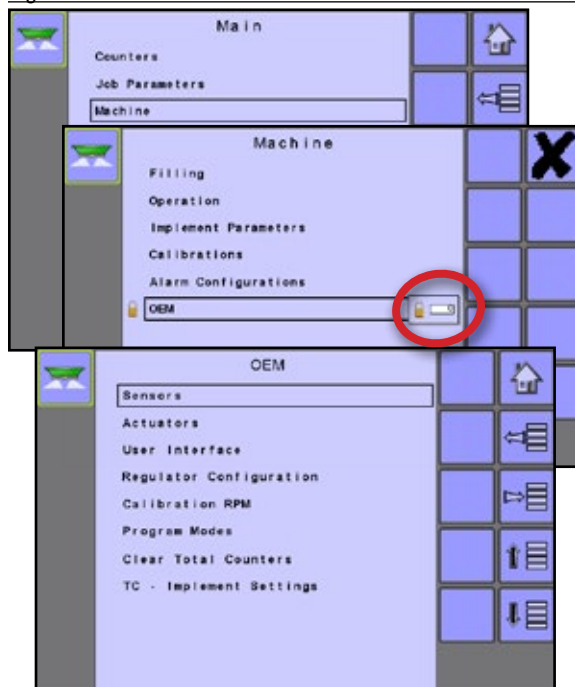 Main
Counters
Job Parameters
Machine
Machine
Filling
Operation
Implement Parameters
Calibrations
Alarm Configurations
OEM
OEM
Sensors
Actuators
User Interface
Regulator Configuration
Calibration RPM
Program Modes
Clear Total Counters
TC - Implement Settings